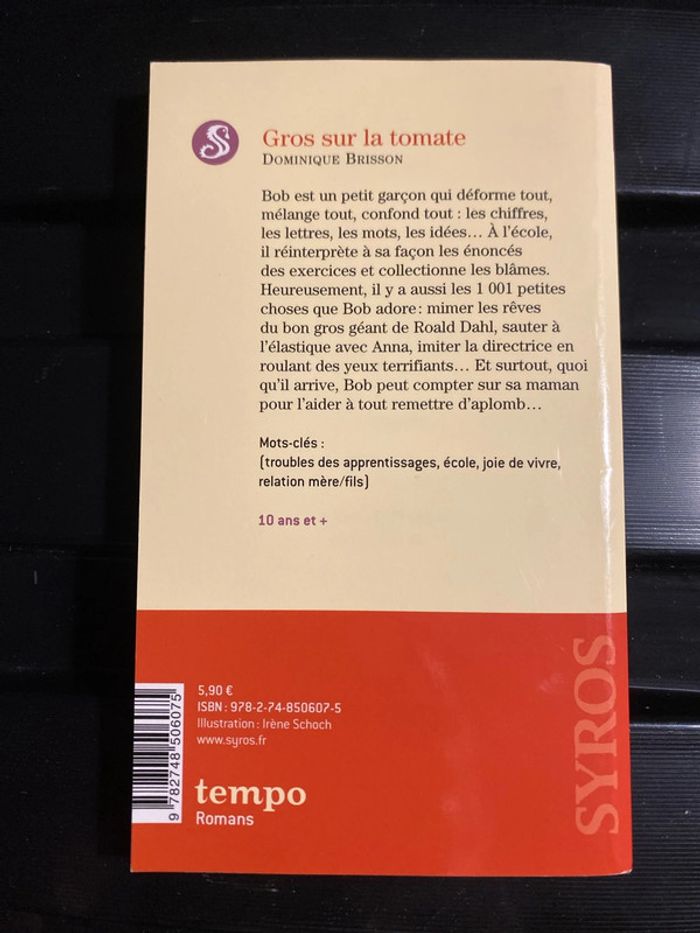 Gros sur la tomate
Dominique Brisson
Bob est un petit garçon qui déforme tout,
mélange tout, confond tout : les chiffres,
les lettres, les mots, les idées… À l'école,
il réinterprète à sa façon les énoncés
des exercices et collectionne les blâmes.
Heureusement, il y a aussi les 1 001 petites
choses que Bob adore : mimer les rêves
du bon gros géant de Roald Dahl, sauter à
l'élastique avec Anna, imiter la directrice en
roulant des yeux terrifiants… Et surtout, quoi
qu'il arrive, Bob peut compter sur sa maman
pour l'aider à tout remettre d'aplomb…
Mots-clés :
(troubles des apprentissages, école, joie de vivre,
relation mère/fils)
10 ans et +
5,90 €
ISBN : 978-2-74-850607-5
Illustration : Irène Schoch
www.syros.fr
9 782748 506075
tempo
Romans
SYROS